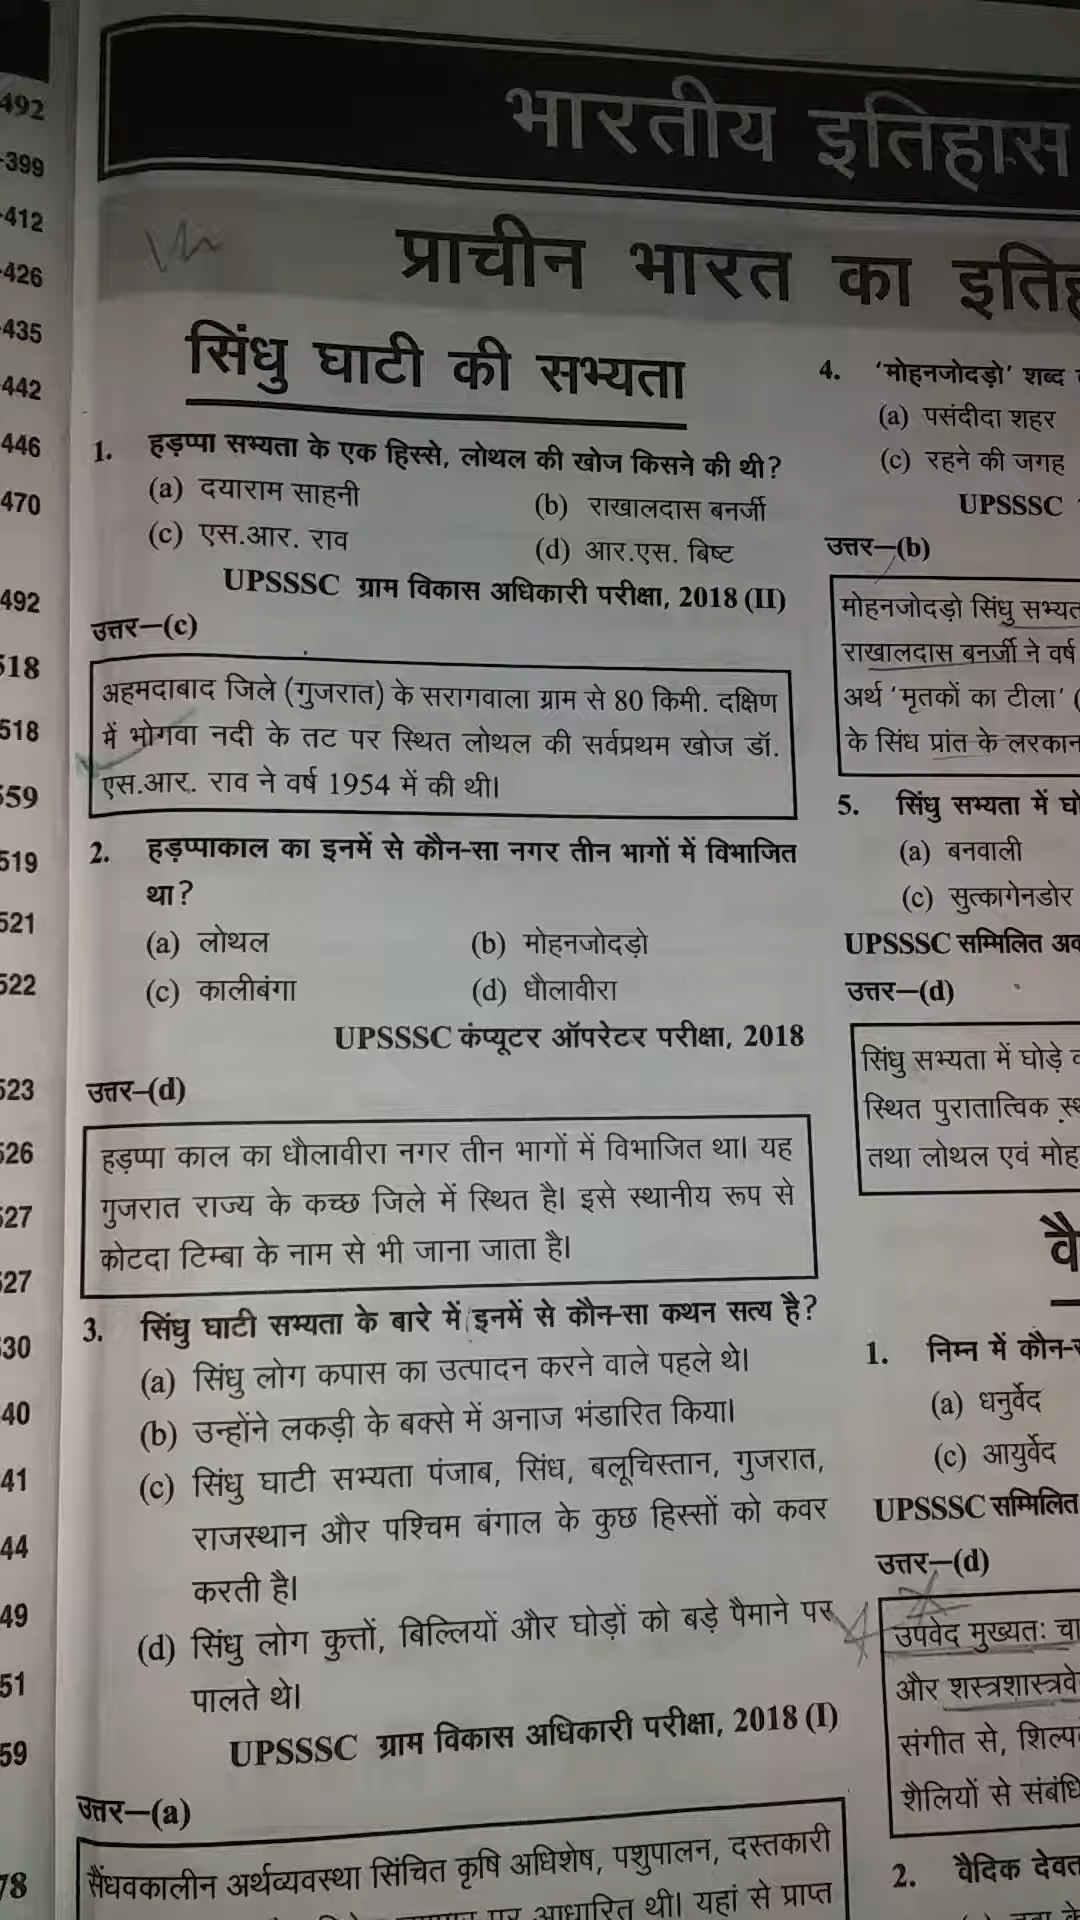 492
-399
-412
-426
-435
442
446
470
492
518
518
559
519
521
522
523
526
527
527
530
40
41
44
49
51
59
78
भारतीय इतिहास
प्राचीन भारत का
सिंधु घाटी की सभ्यता
1. हड़प्पा सभ्यता के एक हिस्से, लोथल की खोज किसने की थी?
(a) दयाराम साहनी (b) राखालदास बनर्जी
(c) एस.आर. राव (d) आर.एस. बिष्ट
UPSSSC ग्राम विकास अधिकारी परीक्षा, 2018 (II)
उत्तर–(c)
अहमदाबाद जिले (गुजरात) के सरागवाला ग्राम से 80 किमी. दक्षिण
में भोगवा नदी के तट पर स्थित लोथल की सर्वप्रथम खोज डॉ.
एस.आर. राव ने वर्ष 1954 में की थी।
2. हड़प्पाकाल का इनमें से कौन-सा नगर तीन भागों में विभाजित
था?
(a) लोथल (b) मोहनजोदड़ो
(c) कालीबंगा (d) धौलावीरा
UPSSSC कंप्यूटर ऑपरेटर परीक्षा, 2018
उत्तर–(d)
हड़प्पा काल का धौलावीरा नगर तीन भागों में विभाजित था। यह
गुजरात राज्य के कच्छ जिले में स्थित है। इसे स्थानीय रूप से
कोटदा टिम्बा के नाम से भी जाना जाता है।
3. सिंधु घाटी सभ्यता के बारे में इनमें से कौन-सा कथन सत्य है?
(a) सिंधु लोग कपास का उत्पादन करने वाले पहले थे।
(b) उन्होंने लकड़ी के बक्से में अनाज भंडारित किया।
(c) सिंधु घाटी सभ्यता पंजाब, सिंध, बलूचिस्तान, गुजरात,
राजस्थान और पश्चिम बंगाल के कुछ हिस्सों को कवर
करती है।
(d) सिंधु लोग कुत्तों, बिल्लियों और घोड़ों को बड़े पैमाने पर
पालते थे।
UPSSSC ग्राम विकास अधिकारी परीक्षा, 2018 (I)
उत्तर–(a)
सैंधवकालीन अर्थव्यवस्था सिंचित कृषि अधिशेष, पशुपालन, दस्तकारी
पर आधारित थी। यहां से प्राप्त
4. 'मोहनजोदड़ो' शब्द
(a) पसंदीदा शहर
(c) रहने की जगह
UPSSSC
उत्तर–(b)
मोहनजोदड़ो सिंधु
राखालदास बनर्जी ने वर्ष
अर्थ 'मृतकों का टीला' (
के सिंध प्रांत के
5. सिंधु सभ्यता में
(a) बनवाली
(c) सुत्कागेनडोर
UPSSSC सम्मिलित
उत्तर–(d)
सिंधु सभ्यता में घोड़े
स्थित पुरातात्विक
तथा लोथल एवं
1. निम्न में
(a) धनुर्वेद
(c) आयुर्वेद
UPSSSC सम्मिलित
उत्तर–(d)
उपवेद मुख्यतः
और
संगीत से,
शैलियों से
2. वैदिक